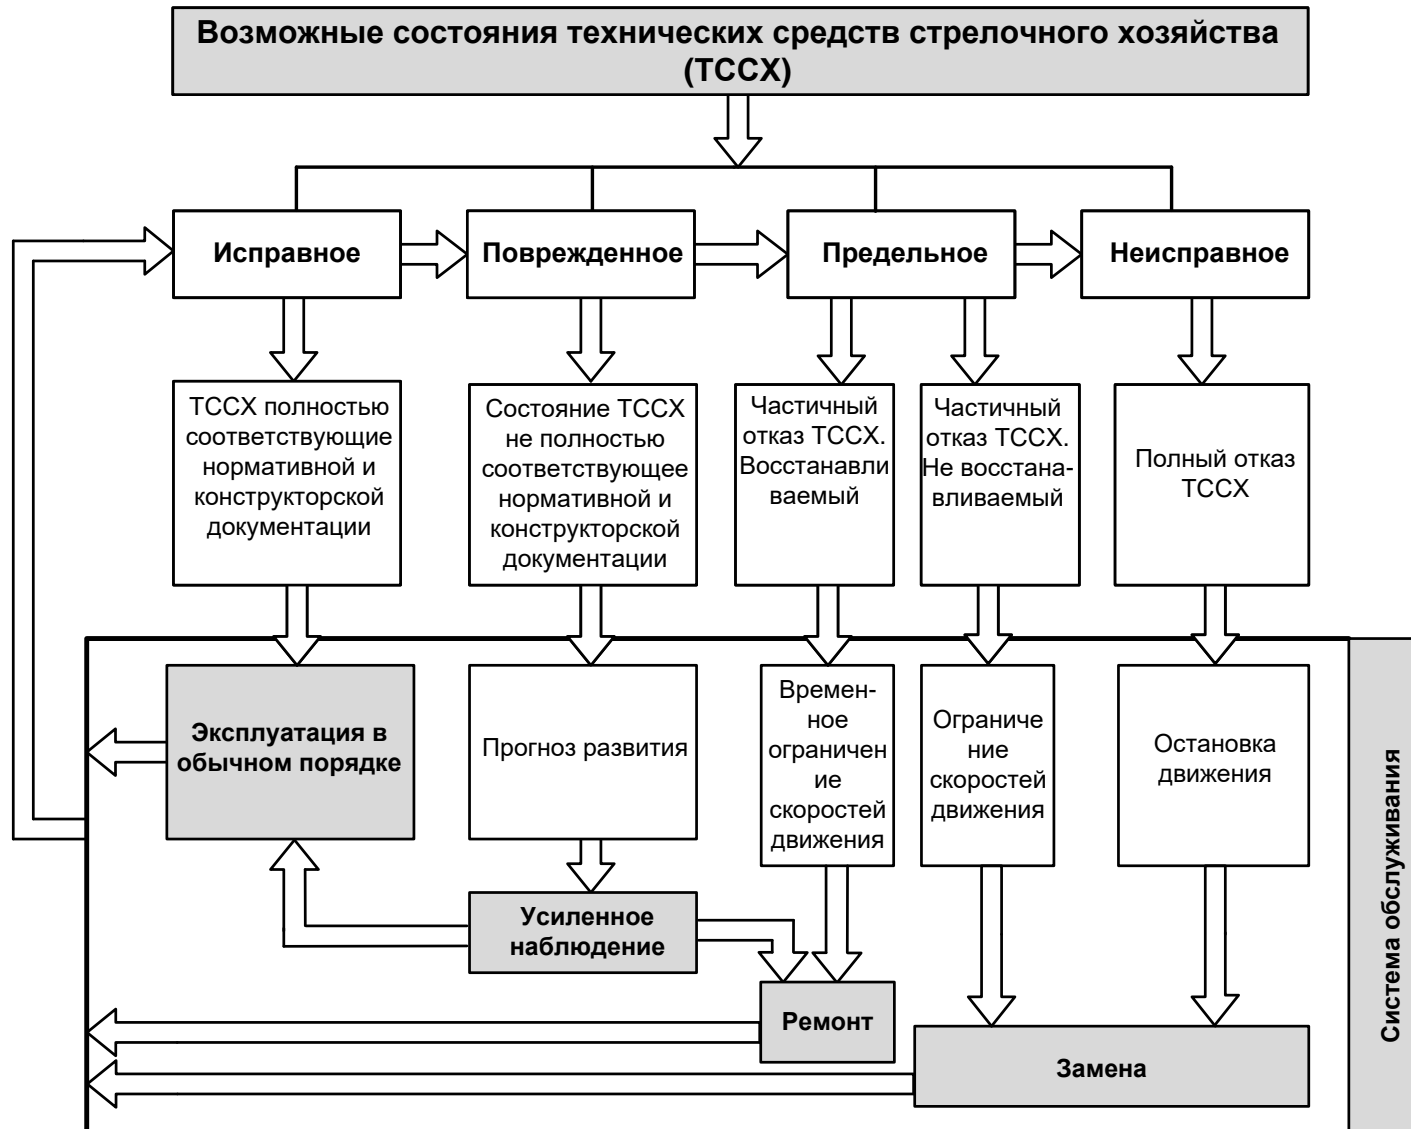 Возможные состояния технических средств стрелочного хозяйства
(ТССХ)
Исправное
Поврежденное
Предельное
Неисправное
ТССХ полностью
соответствующие
нормативной и
конструкторской
документации
Состояние ТССХ
не полностью
соответствующее
нормативной и
конструкторской
документации
Частичный
отказ ТССХ.
Восстанавли
ваемый
Частичный
отказ ТССХ.
Не восстана-
вливаемый
Полный отказ
ТССХ
Эксплуатация в
обычном порядке
Прогноз развития
Времен-
ное
ограничен
ие
скоростей
движения
Ограниче
ние
скоростей
движения
Остановка
движения
Усиленное
наблюдение
Ремонт
Замена
Система обслуживания